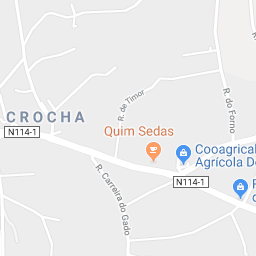 R. do Forno
R. de Timor
CROCHA
Quim Sedas
N114-1
Cooagrical
Agrícola De
R. Carreira do Gado
N114-1